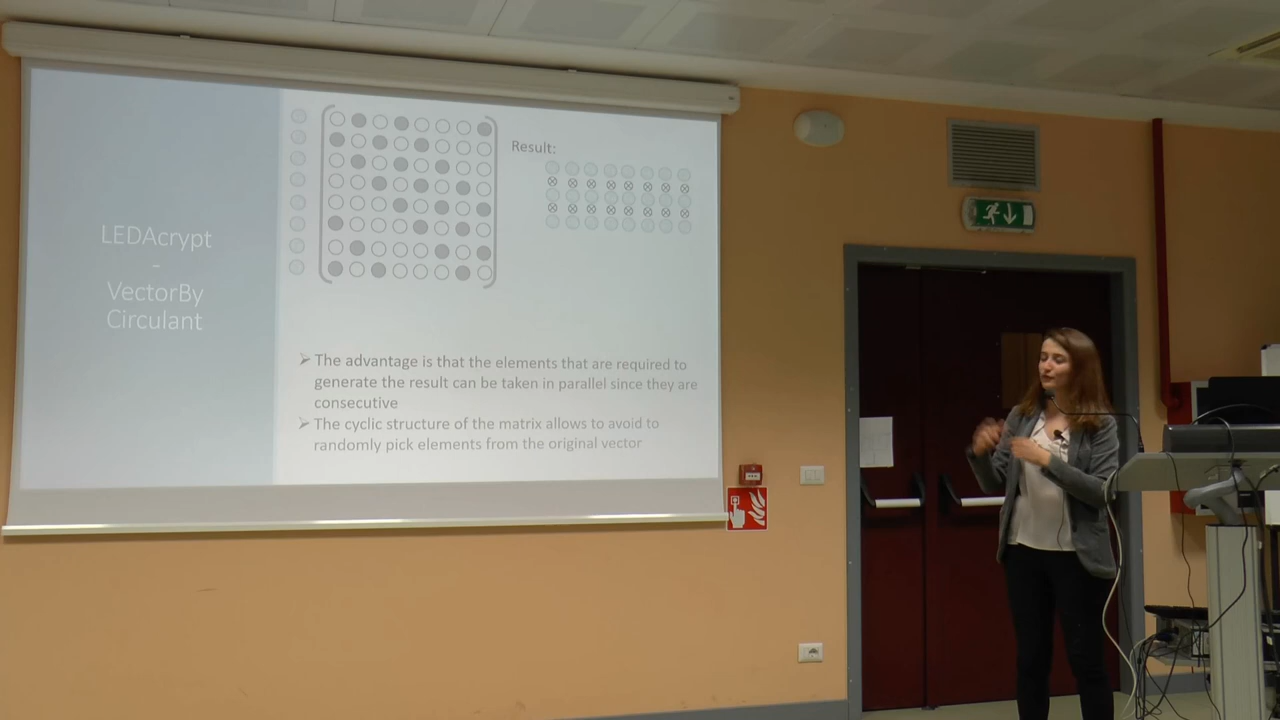 LEDAcrypt
-
VectorBy
Circulant
Result:
The advantage is that the elements that are required to
generate the result can be taken in parallel since they are
consecutive
The cyclic structure of the matrix allows to avoid to
randomly pick elements from the original vector